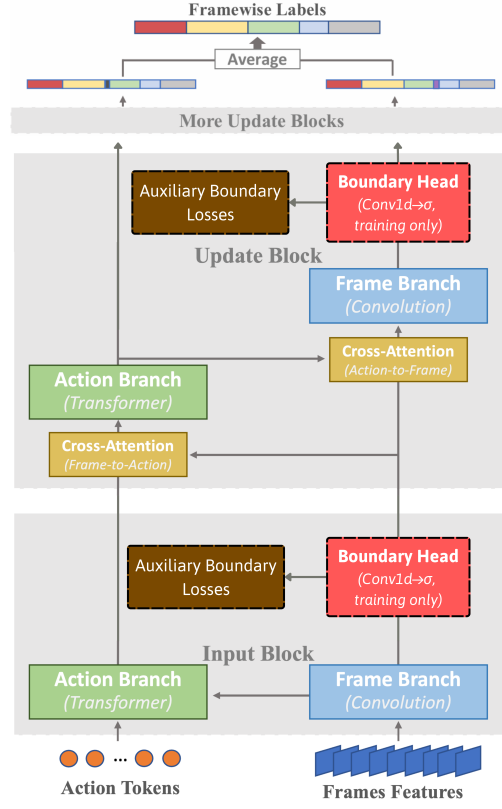 Framewise Labels
Average
More Update Blocks
Auxiliary Boundary
Losses
Boundary Head
(Conv1d→σ,
training only)
Update Block
Frame Branch
(Convolution)
Cross-Attention
(Action-to-Frame)
Action Branch
(Transformer)
Cross-Attention
(Frame-to-Action)
Auxiliary Boundary
Losses
Boundary Head
(Conv1d→σ,
training only)
Input Block
Action Branch
(Transformer)
Frame Branch
(Convolution)
...
Action Tokens
Frames Features